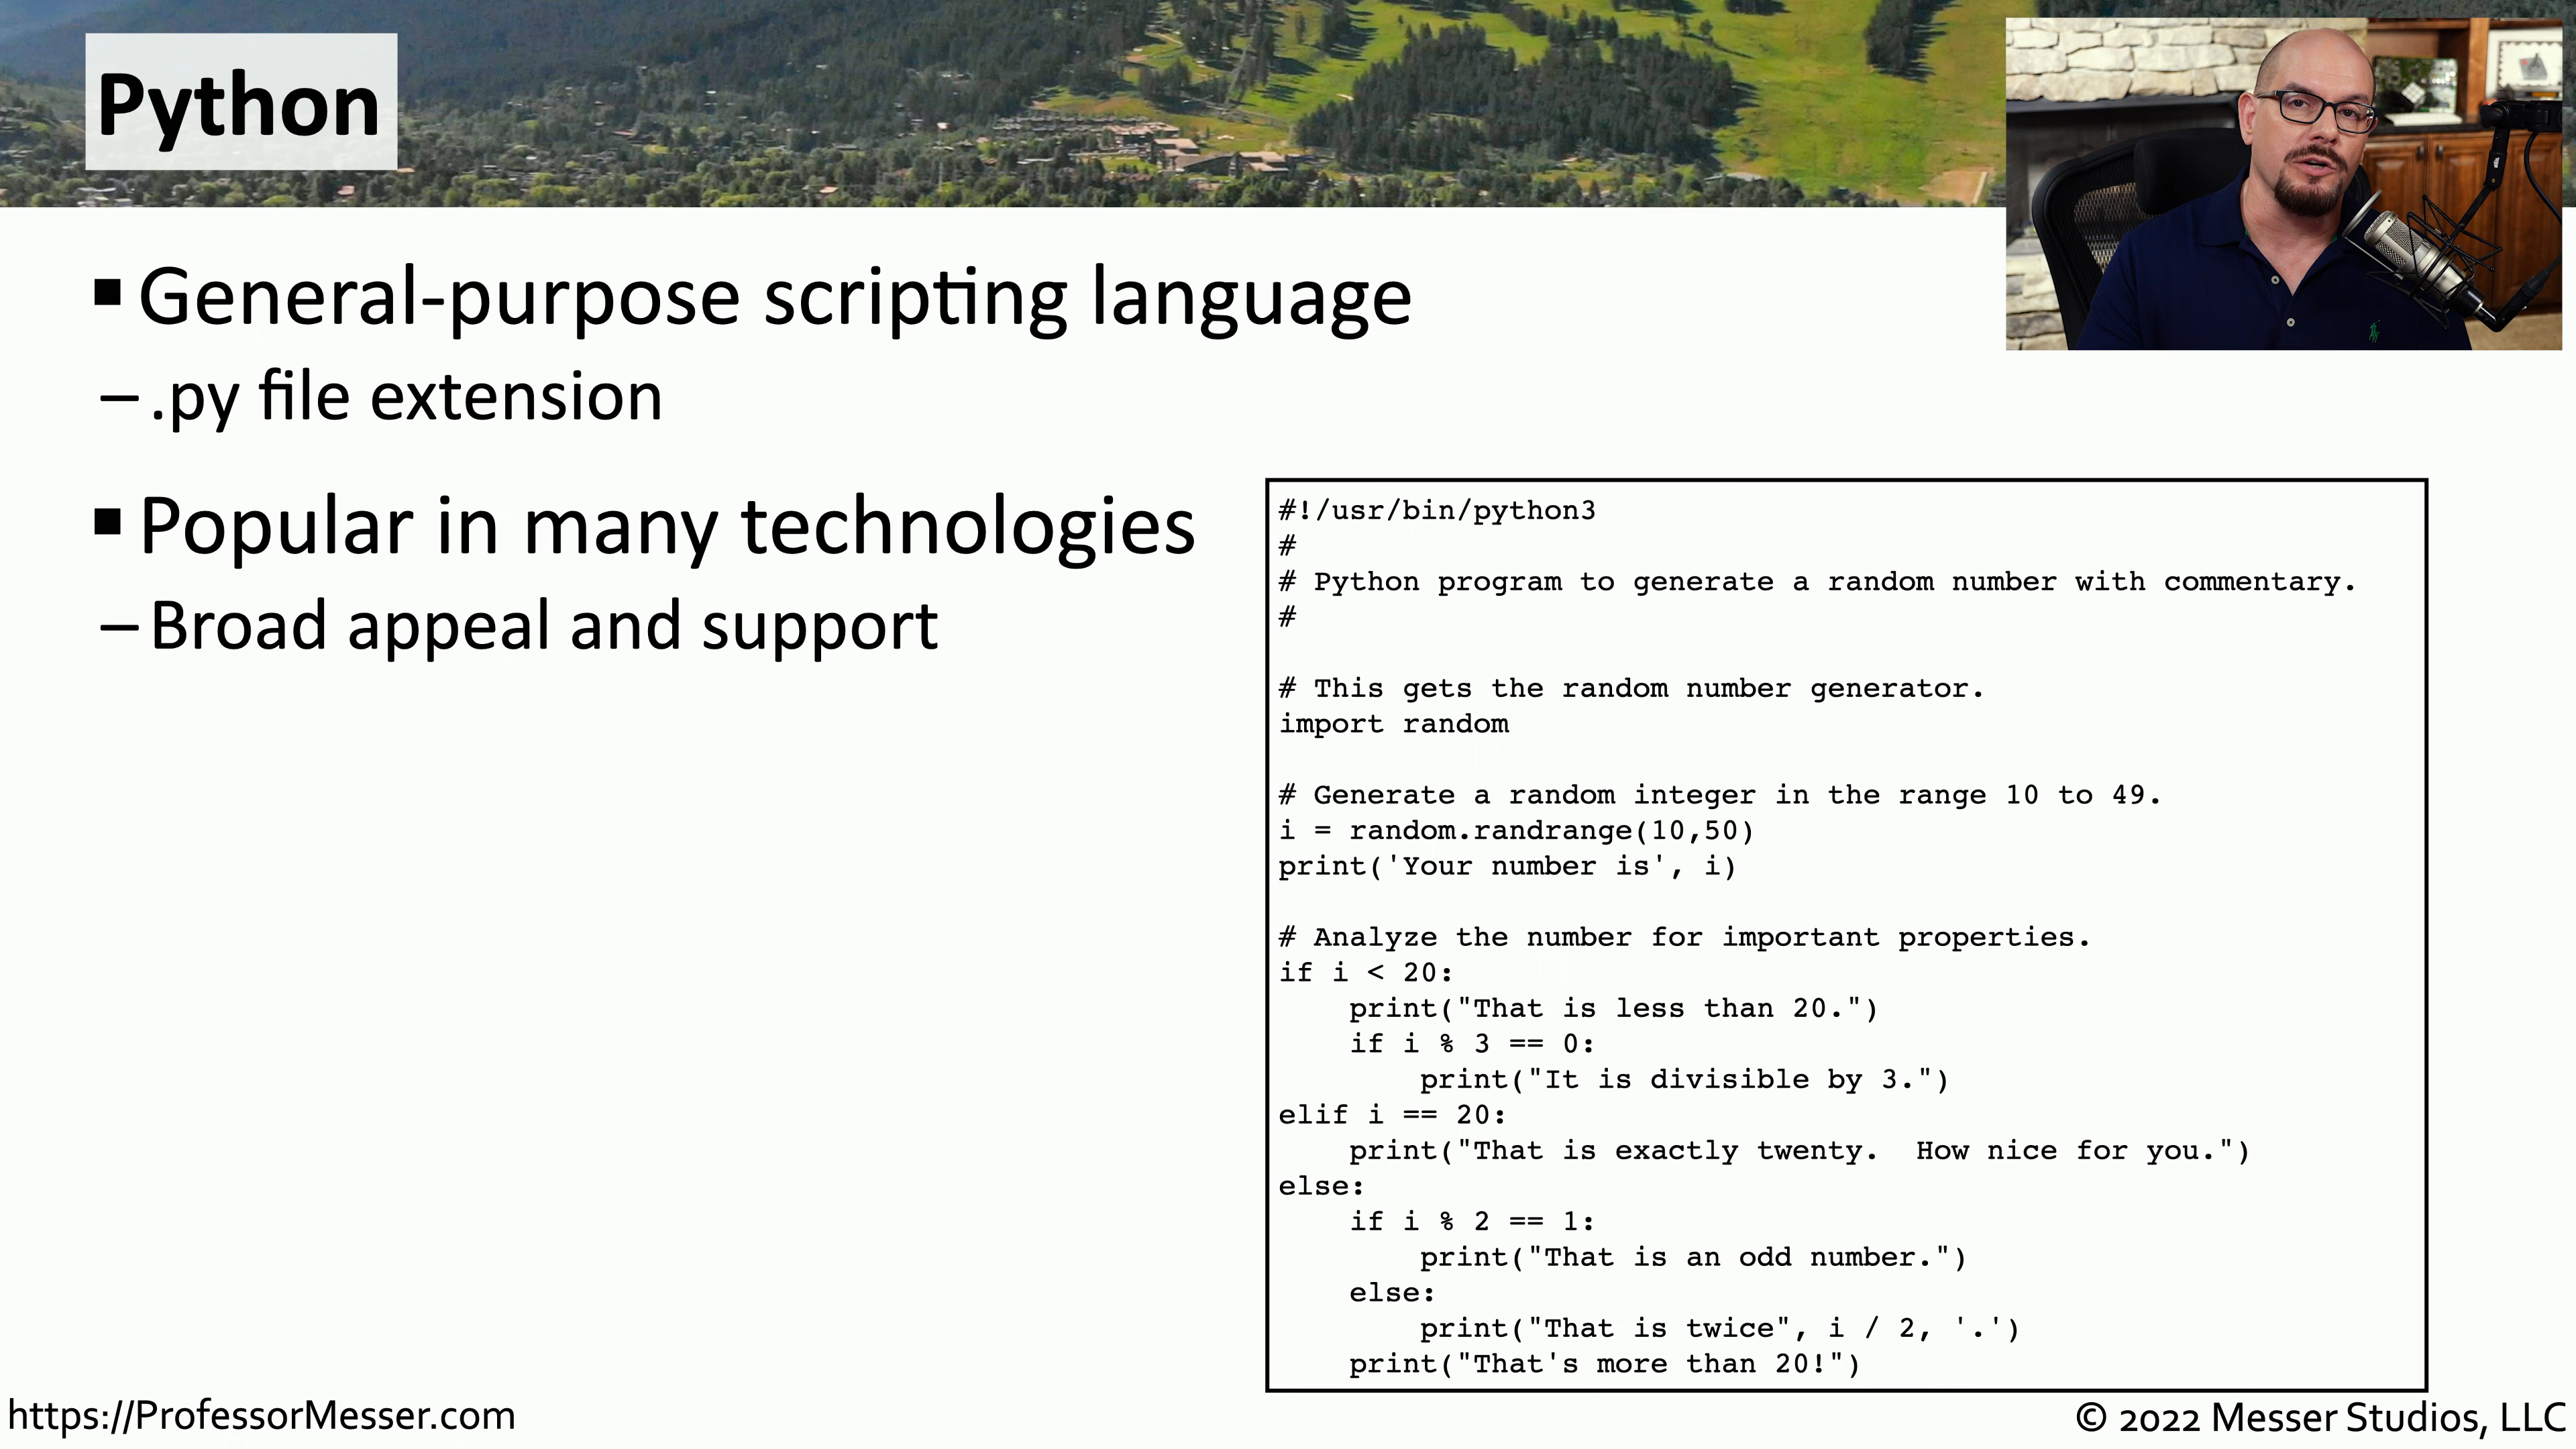 Python
▪ General-purpose scripting language
– .py file extension
▪ Popular in many technologies
– Broad appeal and support
#!/usr/bin/python3
#
# Python program to generate a random number with commentary.
#
# This gets the random number generator.
import random
# Generate a random integer in the range 10 to 49.
i = random.randrange(10,50)
print('Your number is', i)
# Analyze the number for important properties.
if i < 20:
    print("That is less than 20.")
    if i % 3 == 0:
        print("It is divisible by 3.")
elif i == 20:
    print("That is exactly twenty.  How nice for you.")
else:
    if i % 2 == 1:
        print("That is an odd number.")
    else:
        print("That is twice", i / 2, '.')
    print("That's more than 20!")
https://ProfessorMesser.com
© 2022 Messer Studios, LLC